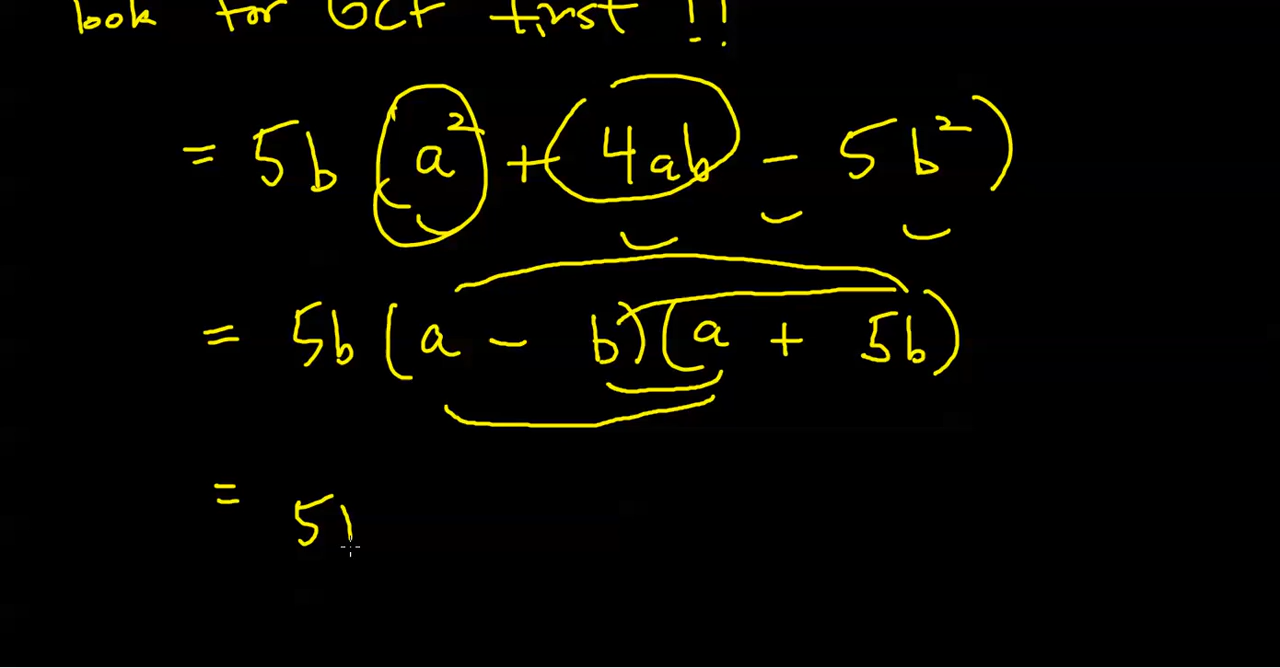 look for GCF first !!
= 5b (a² + 4ab - 5b²)
= 5b (a - b)(a + 5b)
= 5